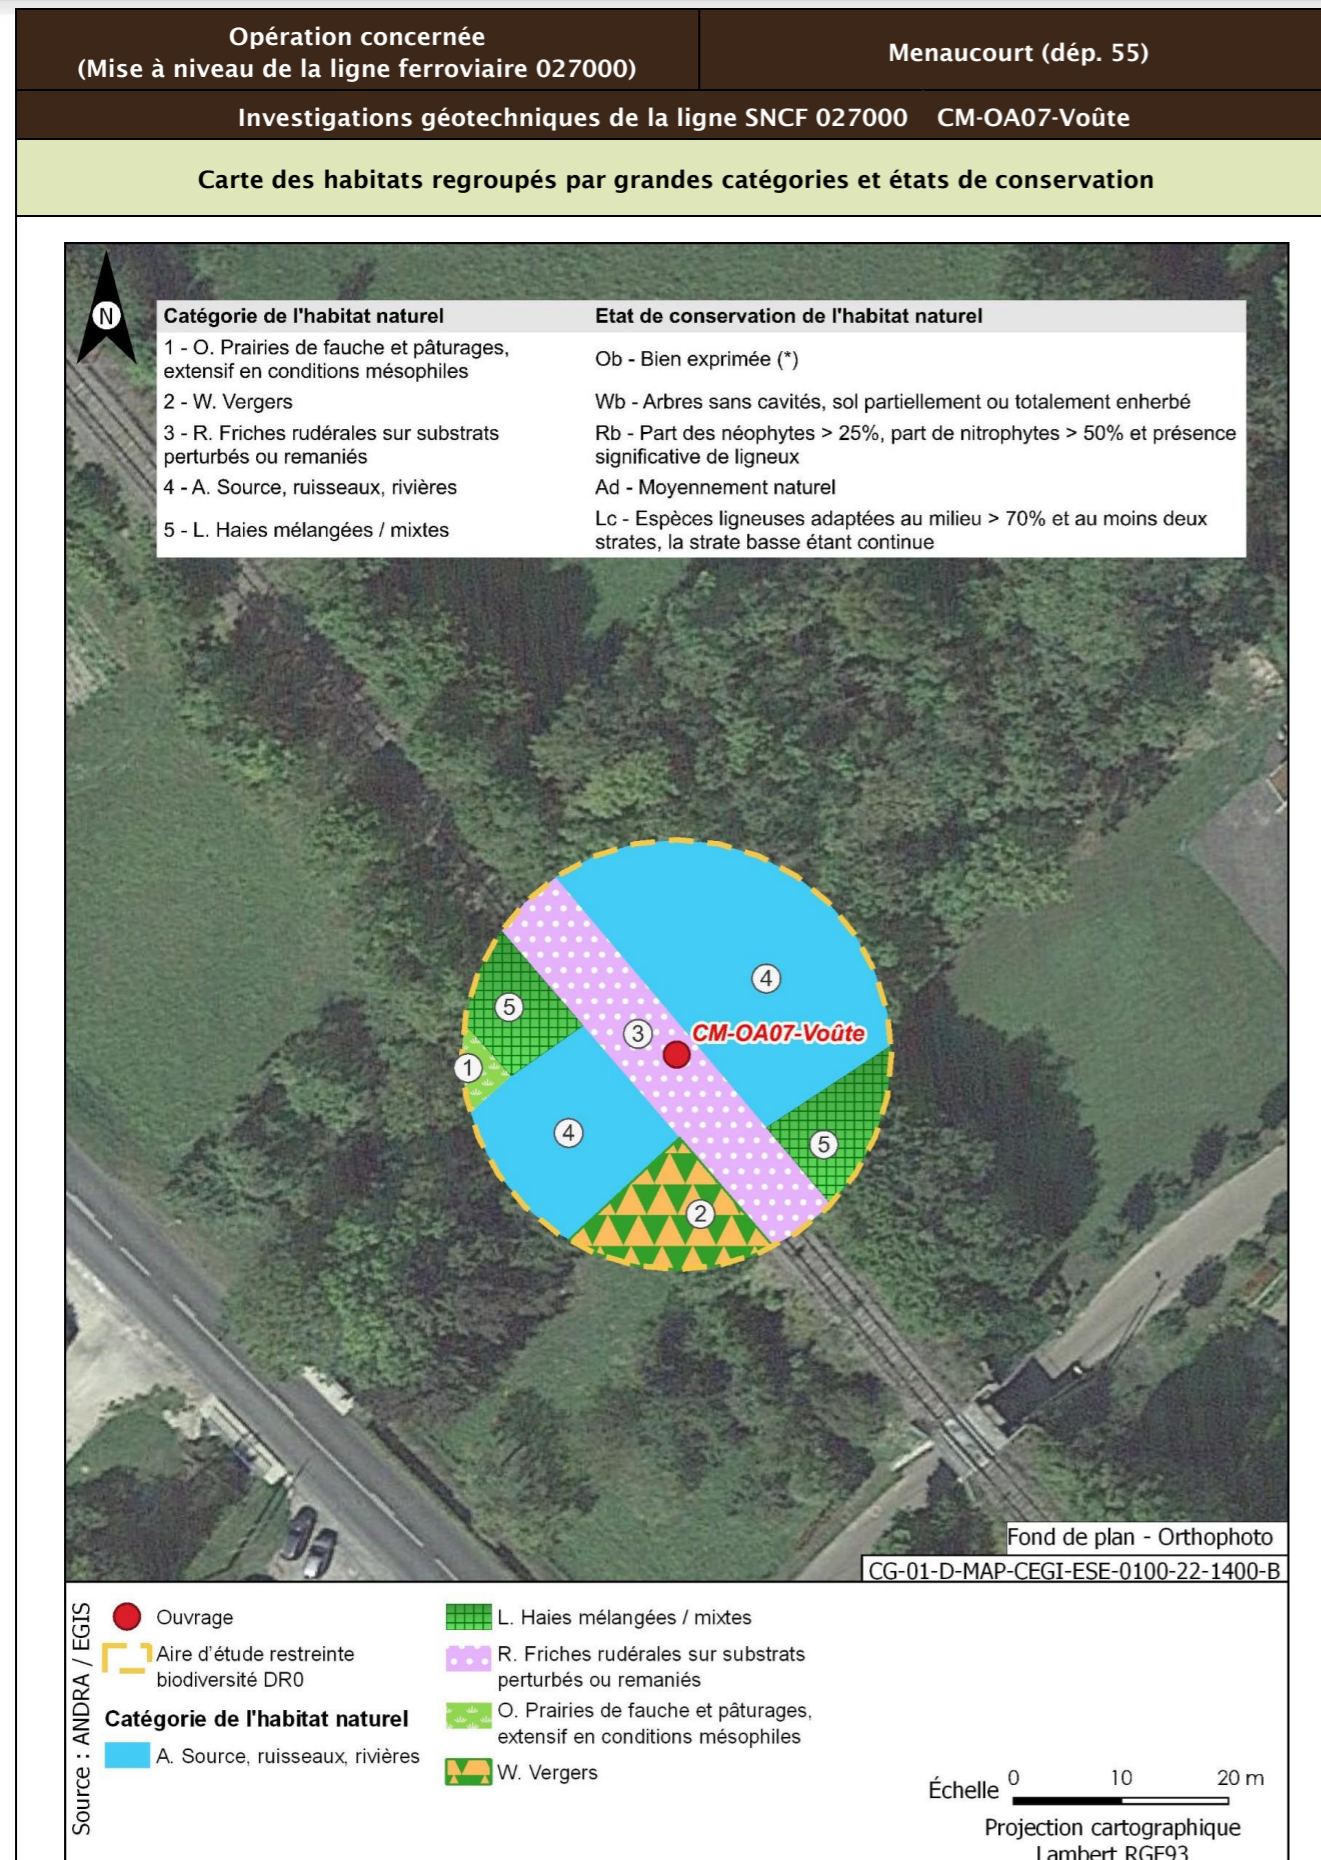 Opération concernée
(Mise à niveau de la ligne ferroviaire 027000)
Menaucourt (dép. 55)
Investigations géotechniques de la ligne SNCF 027000 CM-OA07-Voûte
Carte des habitats regroupés par grandes catégories et états de conservation
N
Catégorie de l'habitat naturel
Etat de conservation de l'habitat naturel
1 - O. Prairies de fauche et pâturages,
extensif en conditions mésophiles
Ob - Bien exprimée (*)
2 - W. Vergers
Wb - Arbres sans cavités, sol partiellement ou totalement enherbé
3 - R. Friches rudérales sur substrats
perturbés ou remaniés
Rb - Part des néophytes > 25%, part de nitrophytes > 50% et présence
significative de ligneux
4 - A. Source, ruisseaux, rivières
Ad - Moyennement naturel
5 - L. Haies mélangées / mixtes
Lc - Espèces ligneuses adaptées au milieu > 70% et au moins deux
strates, la strate basse étant continue
4
5
3
CM-OA07-Voûte
1
4
5
2
Fond de plan - Orthophoto
CG-01-D-MAP-CEGI-ESE-0100-22-1400-B
Source : ANDRA / EGIS
Ouvrage
Aire d'étude restreinte
biodiversité DR0
Catégorie de l'habitat naturel
A. Source, ruisseaux, rivières
L. Haies mélangées / mixtes
R. Friches rudérales sur substrats
perturbés ou remaniés
O. Prairies de fauche et pâturages,
extensif en conditions mésophiles
W. Vergers
Échelle 0 10 20 m
Projection cartographique
Lambert RGF93